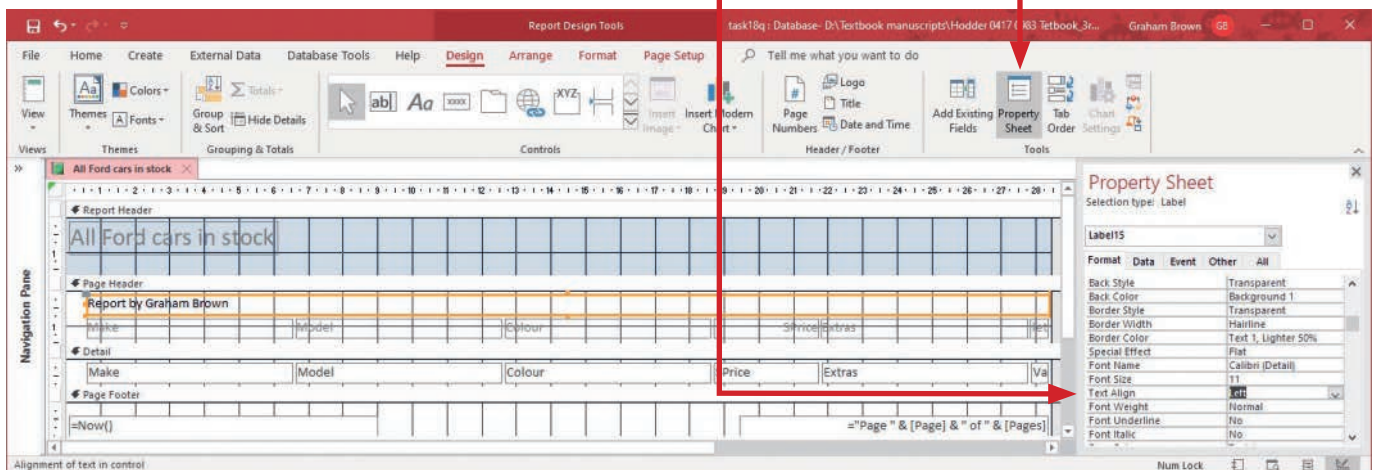 Report Design Tools
task18q : Database- D:\Textbook manuscripts\Hodder 0417 0983 Tetbook_3r...
Graham Brown
GB
File Home Create External Data Database Tools Help Design Arrange Format Page Setup Tell me what you want to do
View
Views
Themes
Aa
Colors
A Fonts
Themes
Group & Sort
Totals
Hide Details
Grouping & Totals
ab| Aa xxxx XYZ
Insert Image
Insert Modern Chart
Controls
Page Numbers
Logo
Title
Date and Time
Header / Footer
Add Existing Fields
Property Sheet
Tab Order
Chart Settings
Tools
All Ford cars in stock
Navigation Pane
Report Header
All Ford cars in stock
Page Header
Report by Graham Brown
Make Model Colour SPrice Extras
Detail
Make Model Colour Price Extras Va
Page Footer
=Now() ="Page " & [Page] & " of " & [Pages]
Property Sheet
Selection type: Label
Label15
Format Data Event Other All
Back Style Transparent
Back Color Background 1
Border Style Transparent
Border Width Hairline
Border Color Text 1, Lighter 50%
Special Effect Flat
Font Name Calibri (Detail)
Font Size 11
Text Align Left
Font Weight Normal
Font Underline No
Font Italic No
Alignment of text in control
Num Lock